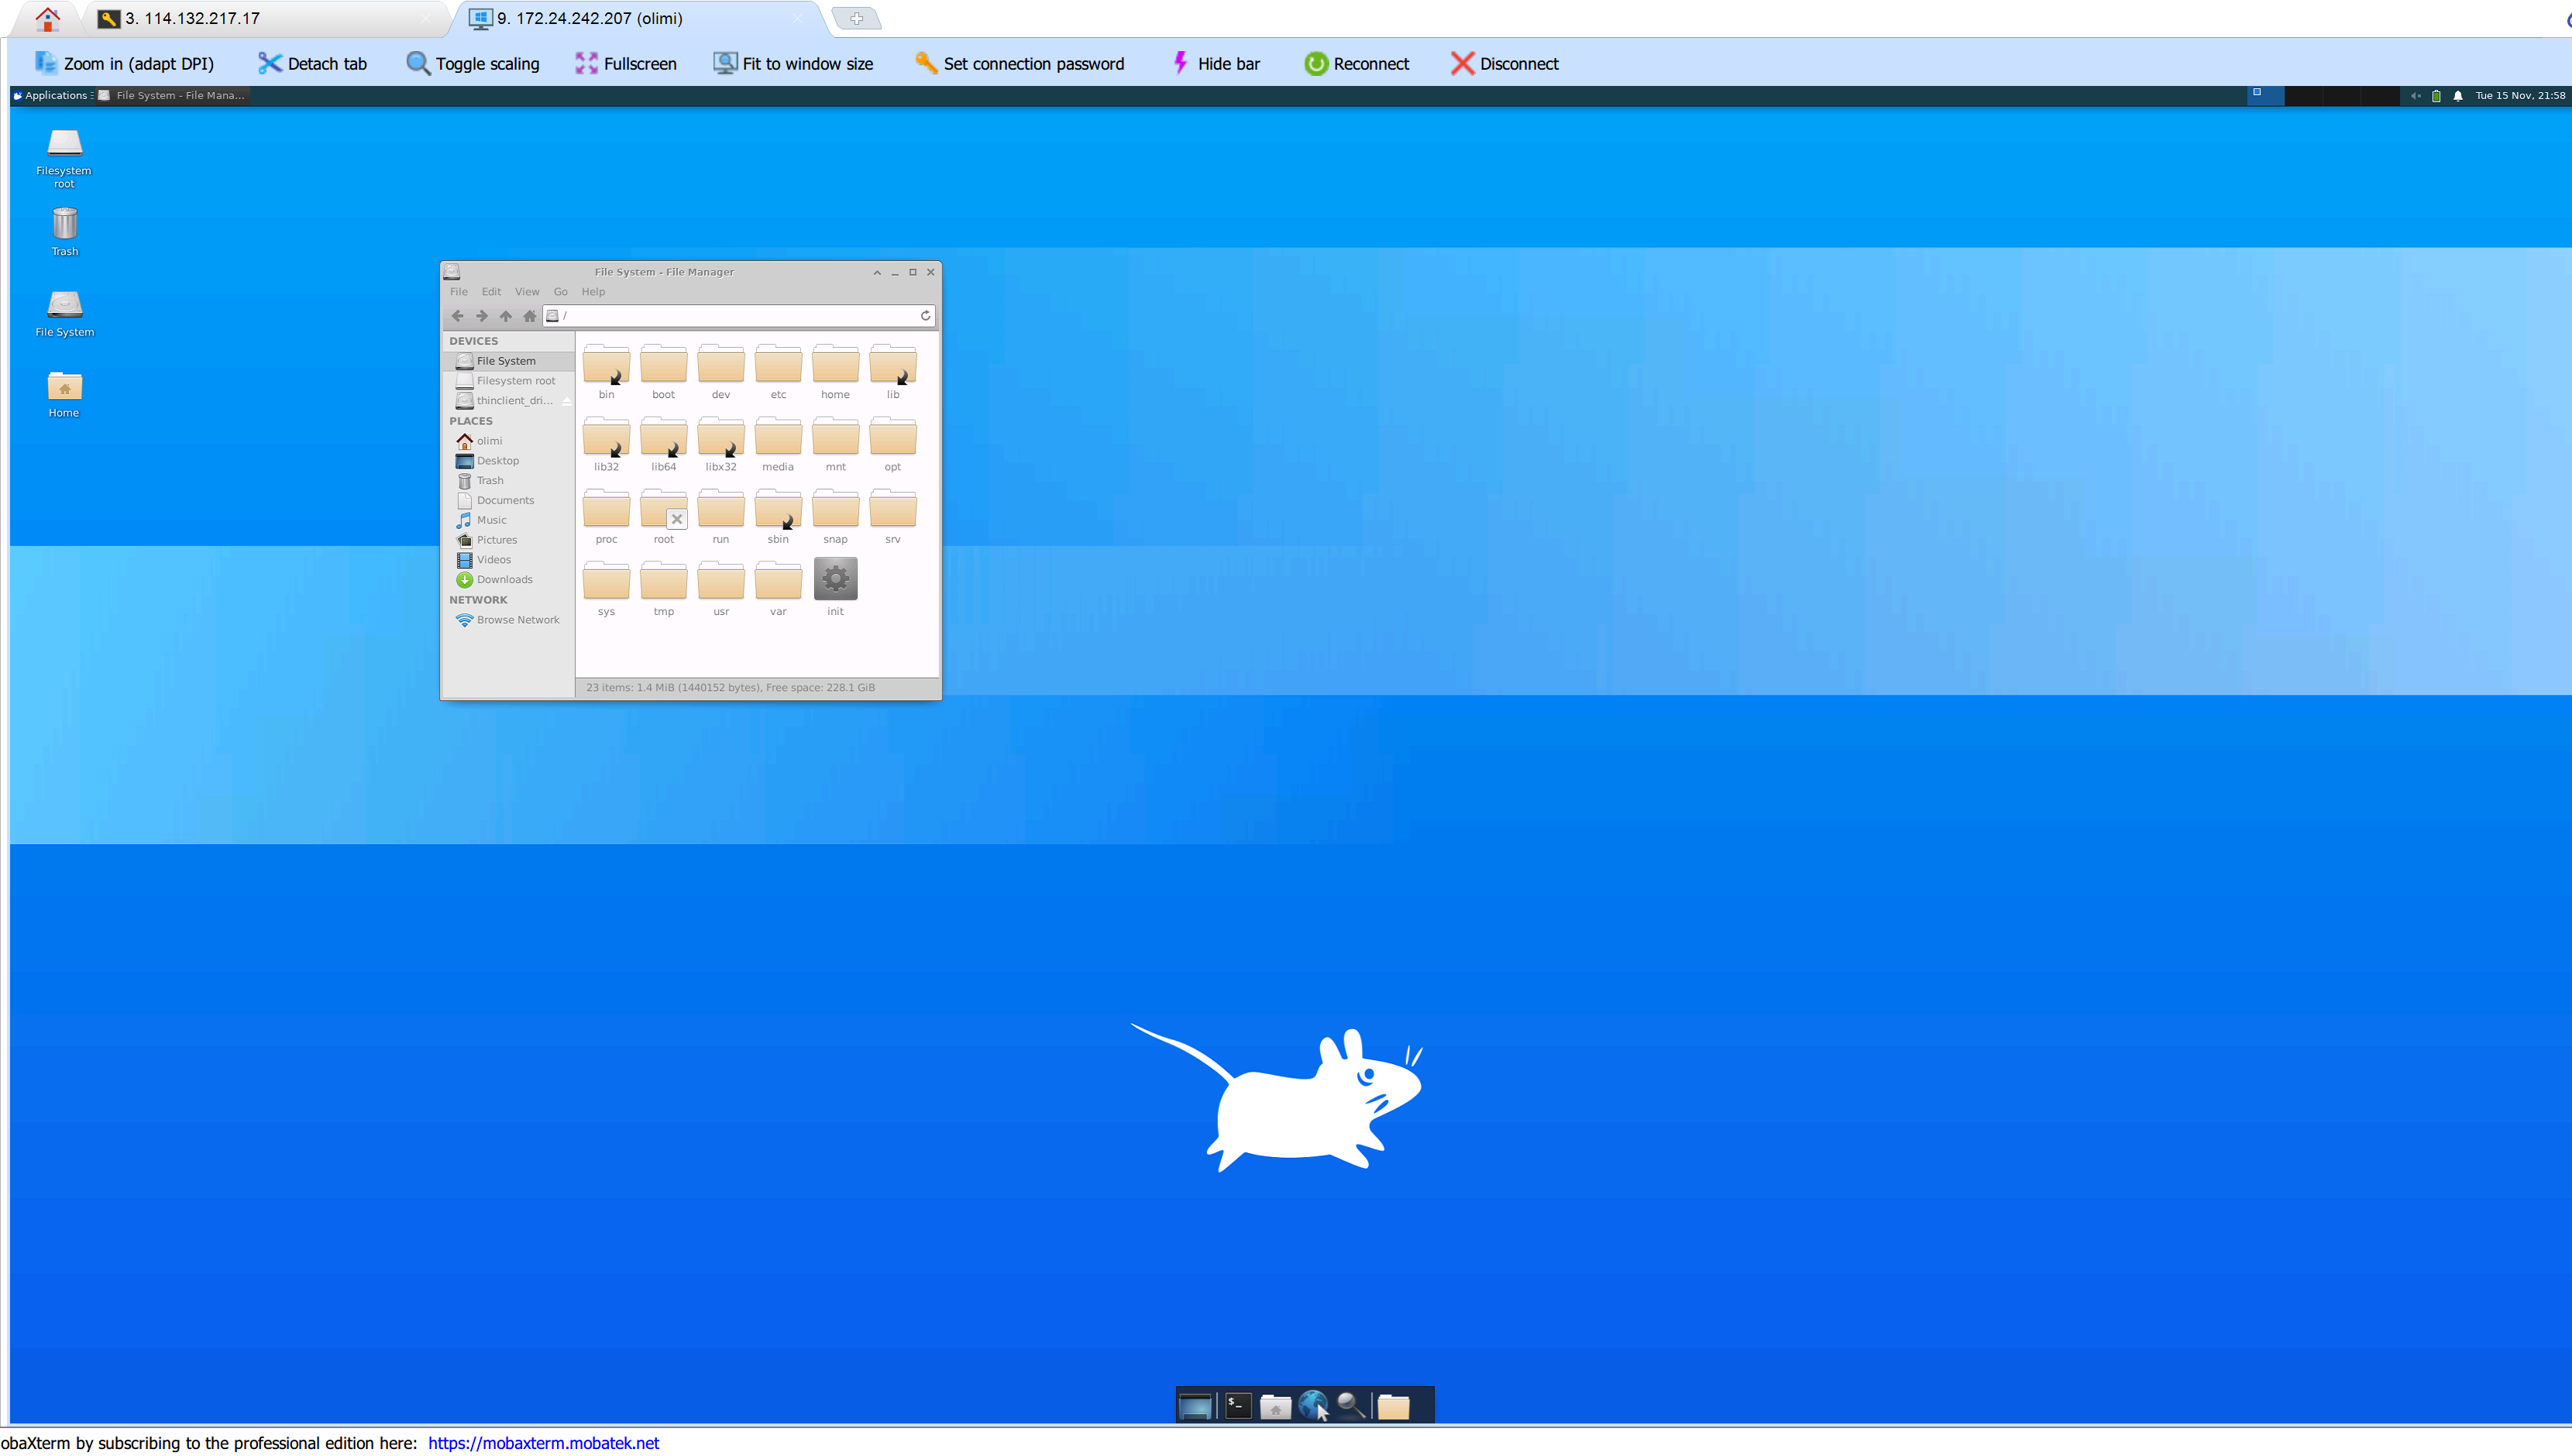 3. 114.132.217.17
9. 172.24.242.207 (olimi)
Zoom in (adapt DPI)
Detach tab
Toggle scaling
Fullscreen
Fit to window size
Set connection password
Hide bar
Reconnect
Disconnect
Applications
File System - File Mana...
Tue 15 Nov, 21:58
Filesystem
root
Trash
File System
Home
File System - File Manager
File Edit View Go Help
/
DEVICES
File System
Filesystem root
thinclient_dri...
PLACES
olimi
Desktop
Trash
Documents
Music
Pictures
Videos
Downloads
NETWORK
Browse Network
bin boot dev etc home lib
lib32 lib64 libx32 media mnt opt
proc root run sbin snap srv
sys tmp usr var init
23 items: 1.4 MiB (1440152 bytes), Free space: 228.1 GiB
$_
obaXterm by subscribing to the professional edition here: https://mobaxterm.mobatek.net